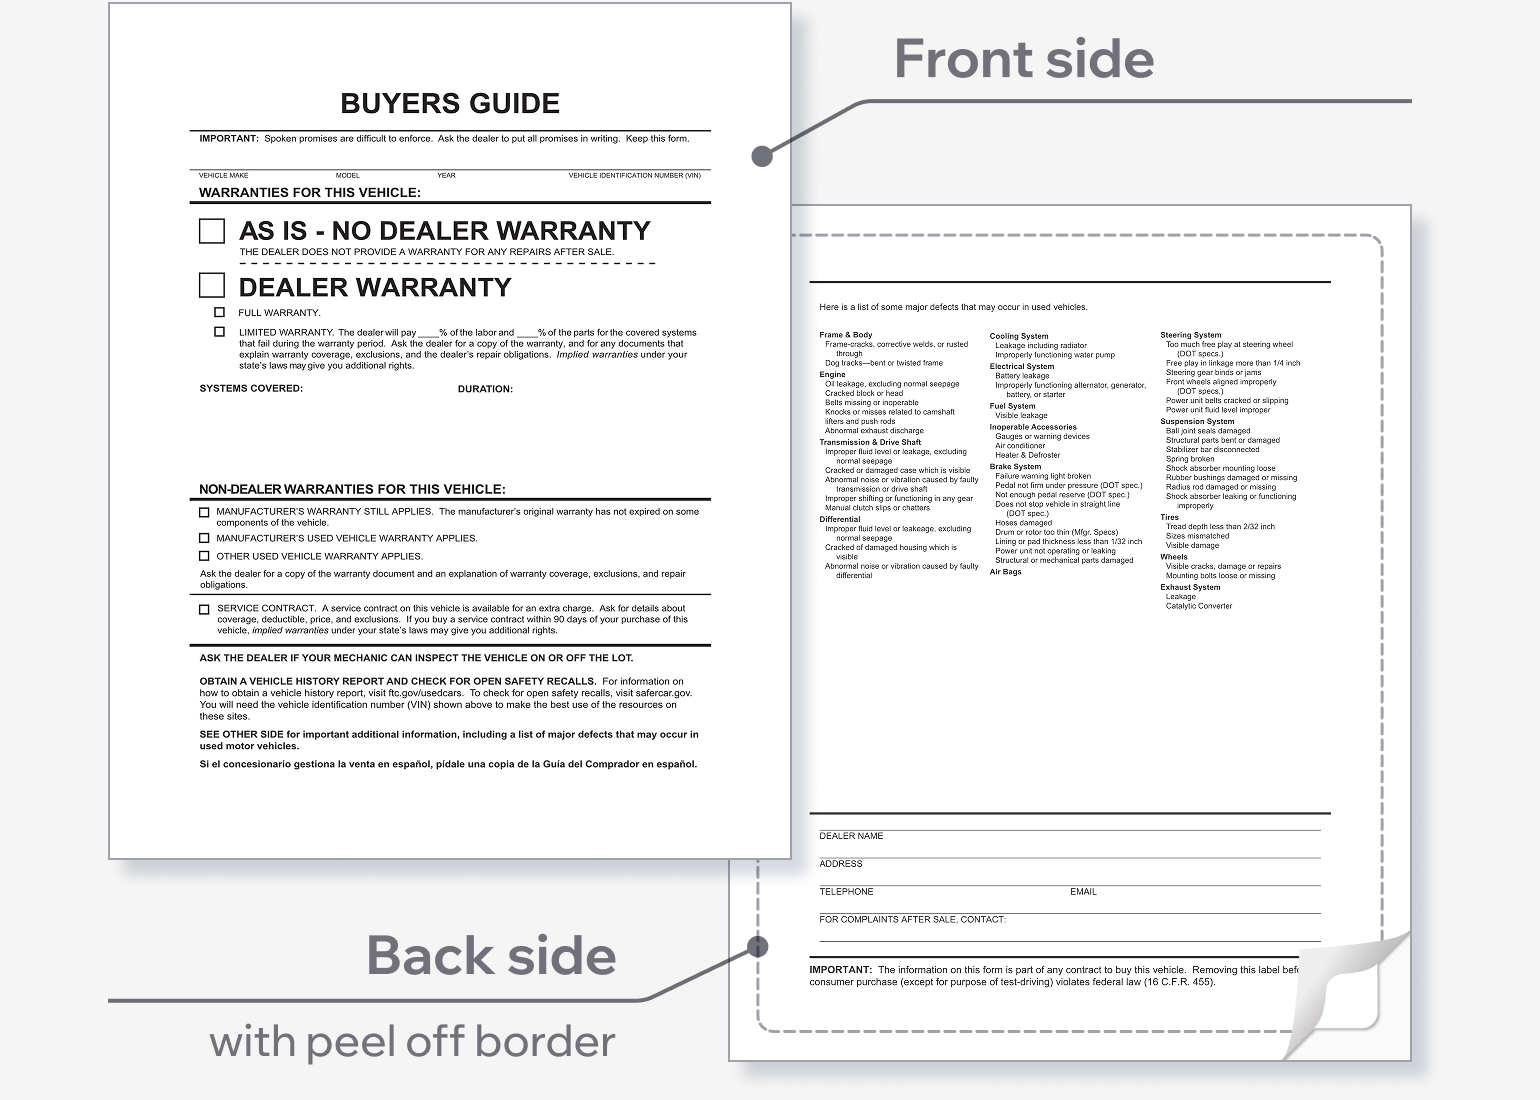 Front side
BUYERS GUIDE
IMPORTANT: Spoken promises are difficult to enforce. Ask the dealer to put all promises in writing. Keep this form.
VEHICLE MAKE MODEL YEAR VEHICLE IDENTIFICATION NUMBER (VIN)
WARRANTIES FOR THIS VEHICLE:
AS IS - NO DEALER WARRANTY
THE DEALER DOES NOT PROVIDE A WARRANTY FOR ANY REPAIRS AFTER SALE.
DEALER WARRANTY
FULL WARRANTY.
LIMITED WARRANTY. The dealer will pay ____% of the labor and ____% of the parts for the covered systems
that fail during the warranty period. Ask the dealer for a copy of the warranty, and for any documents that
explain warranty coverage, exclusions, and the dealer's repair obligations. Implied warranties under your
state's laws may give you additional rights.
SYSTEMS COVERED: DURATION:
NON-DEALER WARRANTIES FOR THIS VEHICLE:
MANUFACTURER'S WARRANTY STILL APPLIES. The manufacturer's original warranty has not expired on some
components of the vehicle.
MANUFACTURER'S USED VEHICLE WARRANTY APPLIES.
OTHER USED VEHICLE WARRANTY APPLIES.
Ask the dealer for a copy of the warranty document and an explanation of warranty coverage, exclusions, and repair
obligations.
SERVICE CONTRACT. A service contract on this vehicle is available for an extra charge. Ask for details about
coverage, deductible, price, and exclusions. If you buy a service contract within 90 days of your purchase of this
vehicle, implied warranties under your state's laws may give you additional rights.
ASK THE DEALER IF YOUR MECHANIC CAN INSPECT THE VEHICLE ON OR OFF THE LOT.
OBTAIN A VEHICLE HISTORY REPORT AND CHECK FOR OPEN SAFETY RECALLS. For information on
how to obtain a vehicle history report, visit ftc.gov/usedcars. To check for open safety recalls, visit safercar.gov.
You will need the vehicle identification number (VIN) shown above to make the best use of the resources on
these sites.
SEE OTHER SIDE for important additional information, including a list of major defects that may occur in
used motor vehicles.
Si el concesionario gestiona la venta en español, pídale una copia de la Guía del Comprador en español.
Here is a list of some major defects that may occur in used vehicles.
Frame & Body
Frame-cracks, corrective welds, or rusted
through
Dog tracks—bent or twisted frame
Engine
Oil leakage, excluding normal seepage
Cracked block or head
Belts missing or inoperable
Knocks or misses related to camshaft
lifters and push rods
Abnormal exhaust discharge
Transmission & Drive Shaft
Improper fluid level or leakage, excluding
normal seepage
Cracked or damaged case which is visible
Abnormal noise or vibration caused by faulty
transmission or drive shaft
Improper shifting or functioning in any gear
Manual clutch slips or chatters
Differential
Improper fluid level or leakeage, excluding
normal seepage
Cracked of damaged housing which is
visible
Abnormal noise or vibration caused by faulty
differential
Cooling System
Leakage including radiator
Improperly functioning water pump
Electrical System
Battery leakage
Improperly functioning alternator, generator,
battery, or starter
Fuel System
Visible leakage
Inoperable Accessories
Gauges or warning devices
Air conditioner
Heater & Defroster
Brake System
Failure warning light broken
Pedal not firm under pressure (DOT spec.)
Not enough pedal reserve (DOT spec.)
Does not stop vehicle in straight line
(DOT spec.)
Hoses damaged
Drum or rotor too thin (Mfgr. Specs)
Lining or pad thickness less than 1/32 inch
Power unit not operating or leaking
Structural or mechanical parts damaged
Air Bags
Steering System
Too much free play at steering wheel
(DOT specs.)
Free play in linkage more than 1/4 inch
Steering gear binds or jams
Front wheels aligned improperly
(DOT specs.)
Power unit belts cracked or slipping
Power unit fluid level improper
Suspension System
Ball joint seals damaged
Structural parts bent or damaged
Stabilizer bar disconnected
Spring broken
Shock absorber mounting loose
Rubber bushings damaged or missing
Radius rod damaged or missing
Shock absorber leaking or functioning
improperly
Tires
Tread depth less than 2/32 inch
Sizes mismatched
Visible damage
Wheels
Visible cracks, damage or repairs
Mounting bolts loose or missing
Exhaust System
Leakage
Catalytic Converter
DEALER NAME
ADDRESS
TELEPHONE EMAIL
FOR COMPLAINTS AFTER SALE, CONTACT:
IMPORTANT: The information on this form is part of any contract to buy this vehicle. Removing this label
consumer purchase (except for purpose of test-driving) violates federal law (16 C.F.R. 455).
Back side
with peel off border